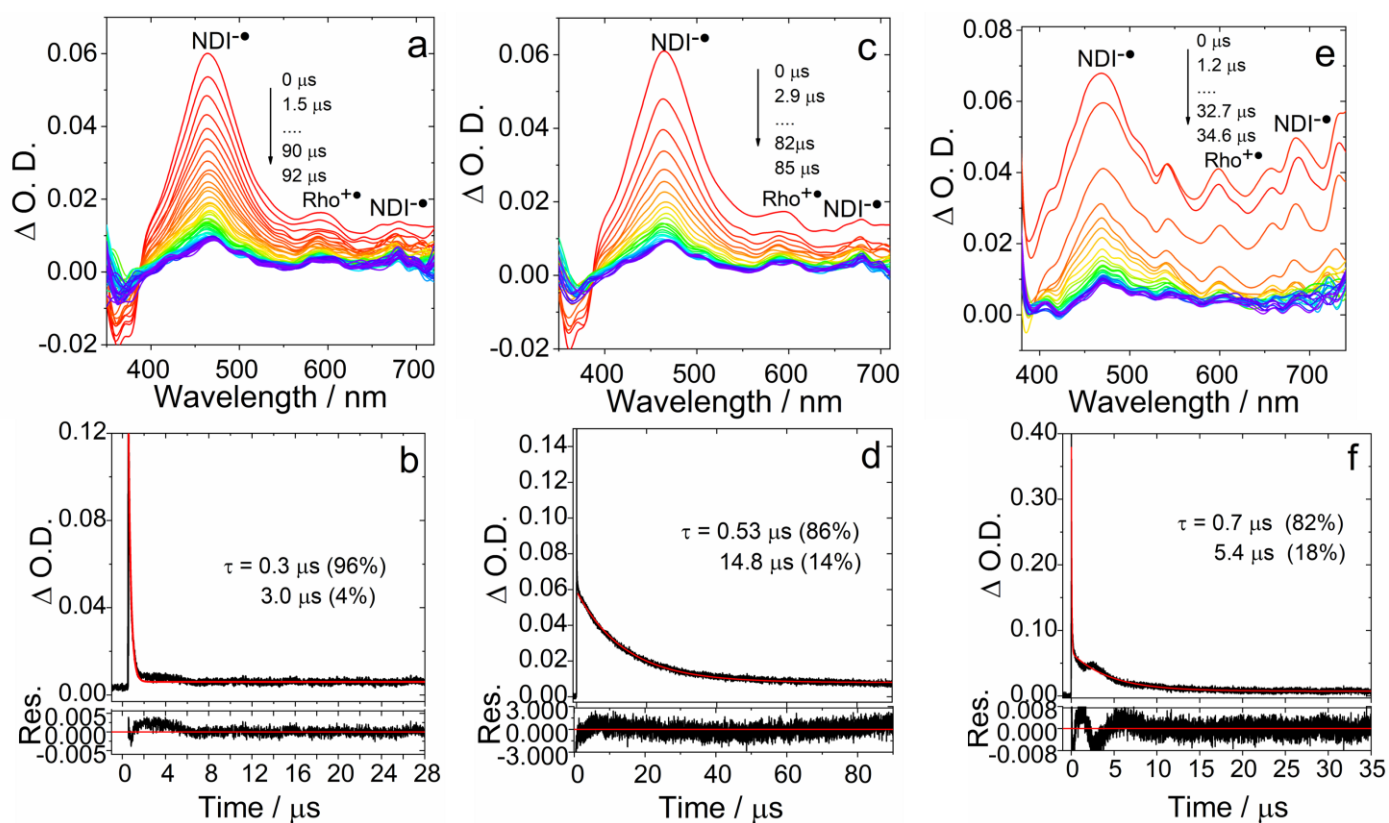 a
NDI⁻•
0 μs
1.5 μs
....
90 μs
92 μs
Rho⁺•
NDI⁻•
0.06
0.04
0.02
0.00
-0.02
Δ O. D.
400 500 600 700
Wavelength / nm
c
NDI⁻•
0 μs
2.9 μs
....
82μs
85 μs
Rho⁺•
NDI⁻•
0.06
0.04
0.02
0.00
-0.02
Δ O. D.
400 500 600 700
Wavelength / nm
e
NDI⁻•
0 μs
1.2 μs
....
32.7 μs
34.6 μs
Rho⁺•
NDI⁻•
0.08
0.06
0.04
0.02
0.00
Δ O. D.
400 500 600 700
Wavelength / nm
b
τ = 0.3 μs (96%)
3.0 μs (4%)
0.12
0.08
0.04
0.00
Δ O.D.
0.005
0.000
-0.005
Res.
0 4 8 12 16 20 24 28
Time / μs
d
τ = 0.53 μs (86%)
14.8 μs (14%)
0.14
0.12
0.10
0.08
0.06
0.04
0.02
0.00
Δ O.D.
3.000
0.000
-3.000
Res.
0 20 40 60 80
Time / μs
f
τ = 0.7 μs (82%)
5.4 μs (18%)
0.40
0.30
0.20
0.10
0.00
Δ O.D.
0.008
0.000
-0.008
Res.
0 5 10 15 20 25 30 35
Time / μs